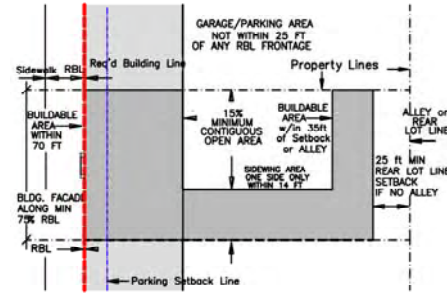 GARAGE/PARKING AREA
NOT WITHIN 25 FT
OF ANY RBL FRONTAGE
Req'd Building Line
Property Lines
Sidewalk
RBL
BUILDABLE
AREA
WITHIN
70 FT
15%
MINIMUM
CONTIGUOUS
OPEN AREA
BUILDABLE
AREA
w/in 35ft
of Setback
or ALLEY
ALLEY or
REAR
LOT LINE
SIDEWING AREA
ONE SIDE ONLY
WITHIN 14 FT
25 ft MIN
REAR LOT LINE
SETBACK
IF NO ALLEY
BLDG. FACADE
ALONG MIN
75% RBL
RBL
Parking Setback Line